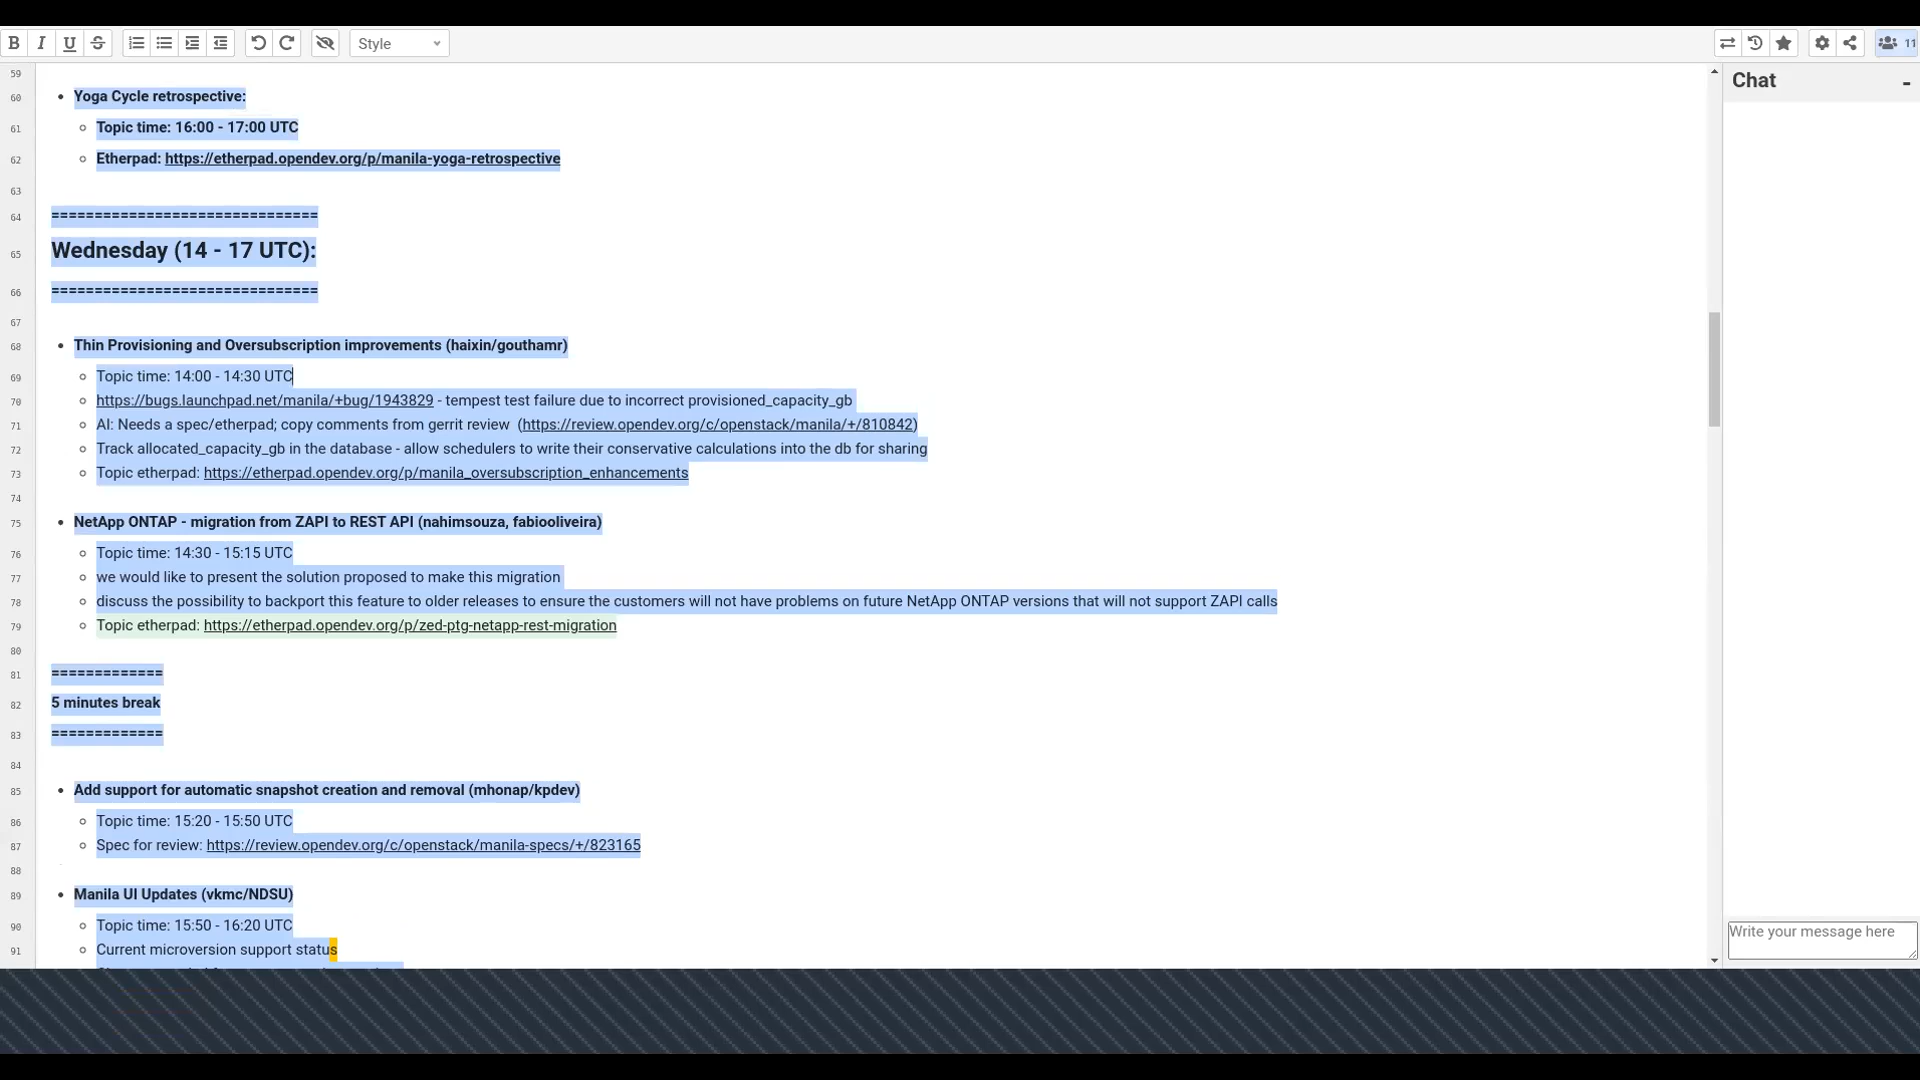 Style
11
Chat
59
60 Yoga Cycle retrospective:
61 Topic time: 16:00 - 17:00 UTC
62 Etherpad: https://etherpad.opendev.org/p/manila-yoga-retrospective
63
64 ===============================
65 Wednesday (14 - 17 UTC):
66 ===============================
67
68 Thin Provisioning and Oversubscription improvements (haixin/gouthamr)
69 Topic time: 14:00 - 14:30 UTC
70 https://bugs.launchpad.net/manila/+bug/1943829 - tempest test failure due to incorrect provisioned_capacity_gb
71 AI: Needs a spec/etherpad; copy comments from gerrit review (https://review.opendev.org/c/openstack/manila/+/810842)
72 Track allocated_capacity_gb in the database - allow schedulers to write their conservative calculations into the db for sharing
73 Topic etherpad: https://etherpad.opendev.org/p/manila_oversubscription_enhancements
74
75 NetApp ONTAP - migration from ZAPI to REST API (nahimsouza, fabiooliveira)
76 Topic time: 14:30 - 15:15 UTC
77 we would like to present the solution proposed to make this migration
78 discuss the possibility to backport this feature to older releases to ensure the customers will not have problems on future NetApp ONTAP versions that will not support ZAPI calls
79 Topic etherpad: https://etherpad.opendev.org/p/zed-ptg-netapp-rest-migration
80
81 =============
82 5 minutes break
83 =============
84
85 Add support for automatic snapshot creation and removal (mhonap/kpdev)
86 Topic time: 15:20 - 15:50 UTC
87 Spec for review: https://review.opendev.org/c/openstack/manila-specs/+/823165
88
89 Manila UI Updates (vkmc/NDSU)
90 Topic time: 15:50 - 16:20 UTC
91 Current microversion support status
Write your message here